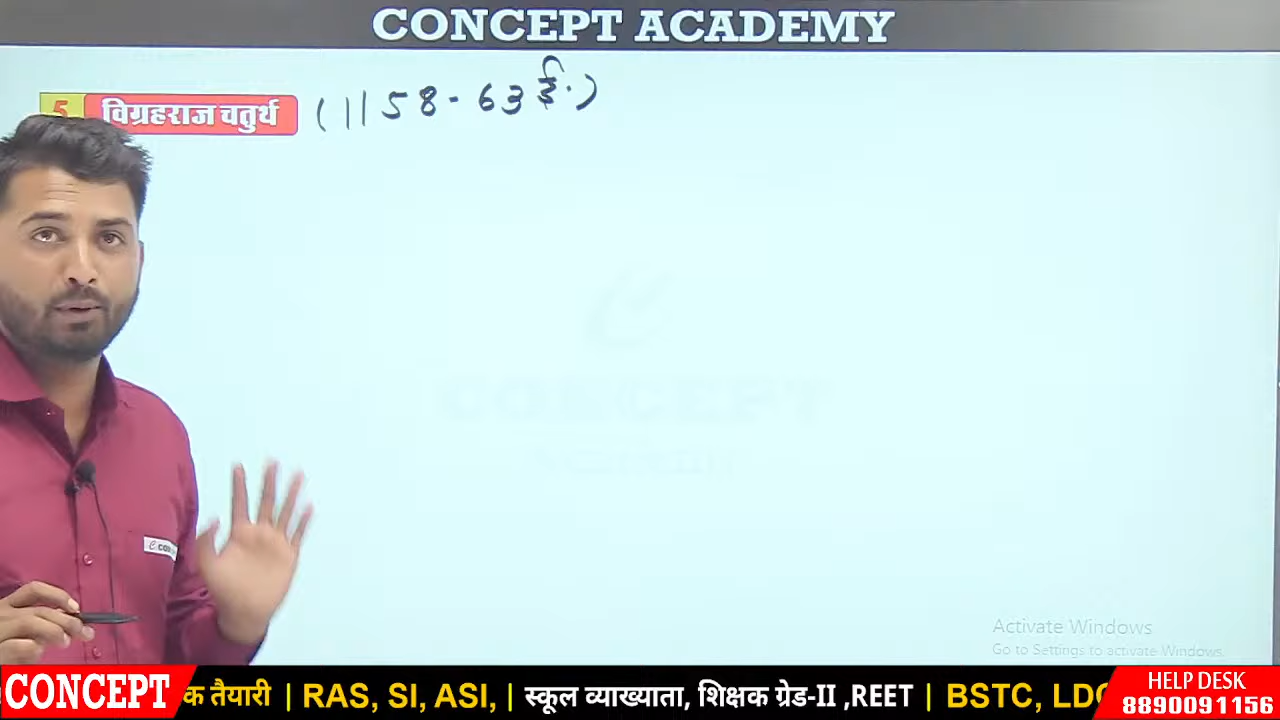 CONCEPT ACADEMY
5 विग्रहराज चतुर्थ (1158-63 ई.)
CONCEPT
Activate Windows
Go to Settings to activate Windows.
CONCEPT क तैयारी | RAS, SI, ASI, | स्कूल व्याख्याता, शिक्षक ग्रेड-II ,REET | BSTC, LDC
HELP DESK
8890091156